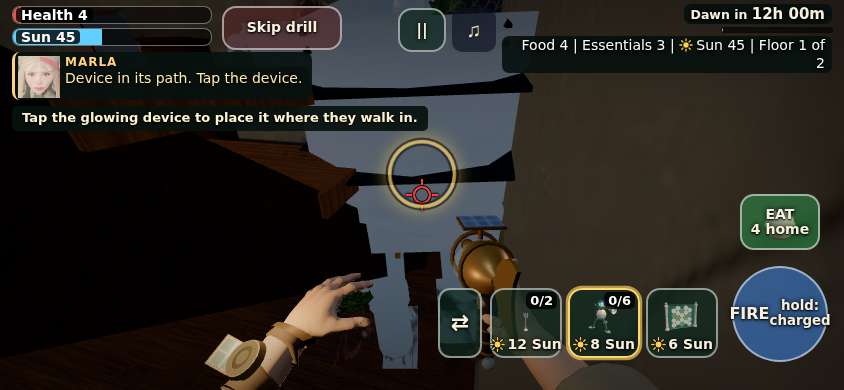 Health 4
Sun 45
Skip drill
Dawn in 12h 00m
Food 4 | Essentials 3 | Sun 45 | Floor 1 of
2
MARLA
Device in its path. Tap the device.
Tap the glowing device to place it where they walk in.
EAT
4 home
FIRE
hold:
charged
0/2
12 Sun
0/6
8 Sun
6 Sun